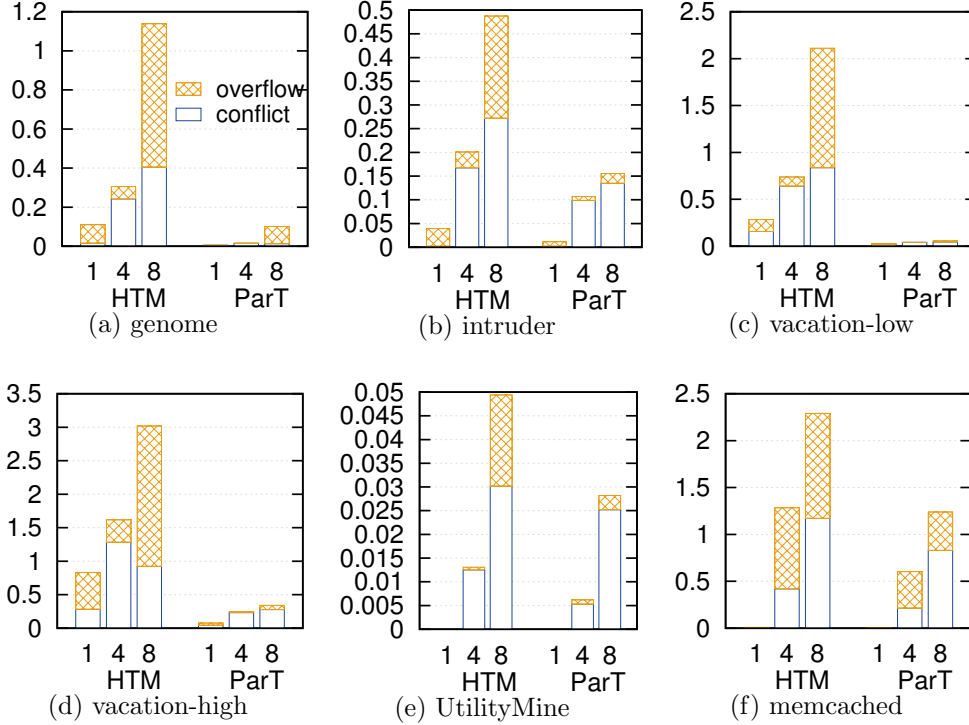 1.2
1
0.8
0.6
0.4
0.2
0
overflow
conflict
1 4 8 1 4 8
HTM ParT
(a) genome
0.5
0.45
0.4
0.35
0.3
0.25
0.2
0.15
0.1
0.05
0
1 4 8 1 4 8
HTM ParT
(b) intruder
2.5
2
1.5
1
0.5
0
1 4 8 1 4 8
HTM ParT
(c) vacation-low
3.5
3
2.5
2
1.5
1
0.5
0
1 4 8 1 4 8
HTM ParT
(d) vacation-high
0.05
0.045
0.04
0.035
0.03
0.025
0.02
0.015
0.01
0.005
0
1 4 8 1 4 8
HTM ParT
(e) UtilityMine
2.5
2
1.5
1
0.5
0
1 4 8 1 4 8
HTM ParT
(f) memcached